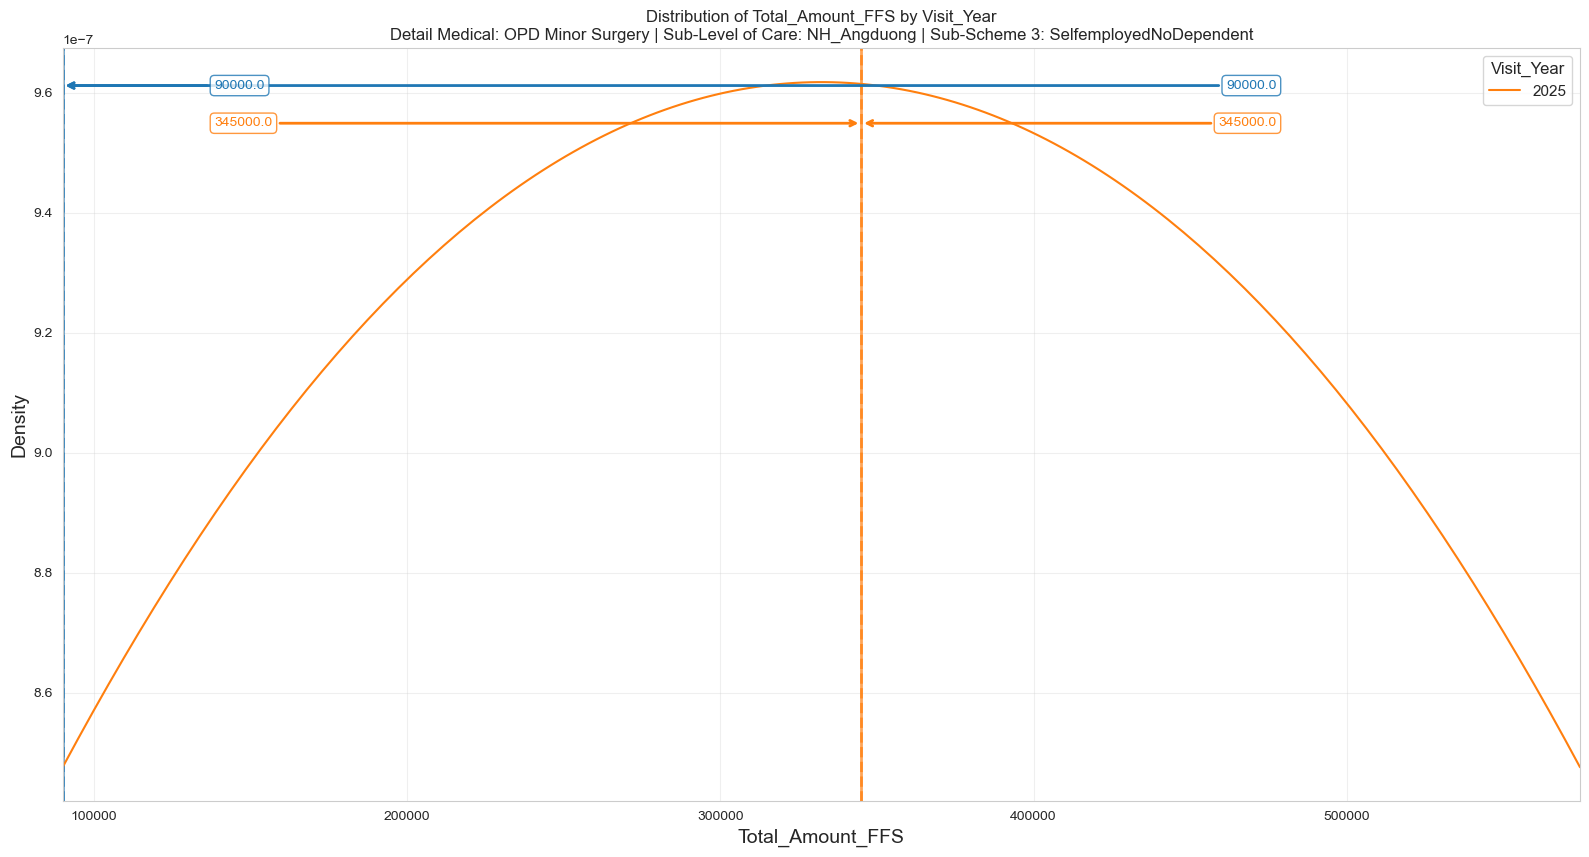 Distribution of Total_Amount_FFS by Visit_Year
Detail Medical: OPD Minor Surgery | Sub-Level of Care: NH_Angduong | Sub-Scheme 3: SelfemployedNoDependent
1e−7
Visit_Year
2025
90000.0
90000.0
345000.0
345000.0
9.6
9.4
9.2
9.0
8.8
8.6
Density
100000
200000
300000
400000
500000
Total_Amount_FFS